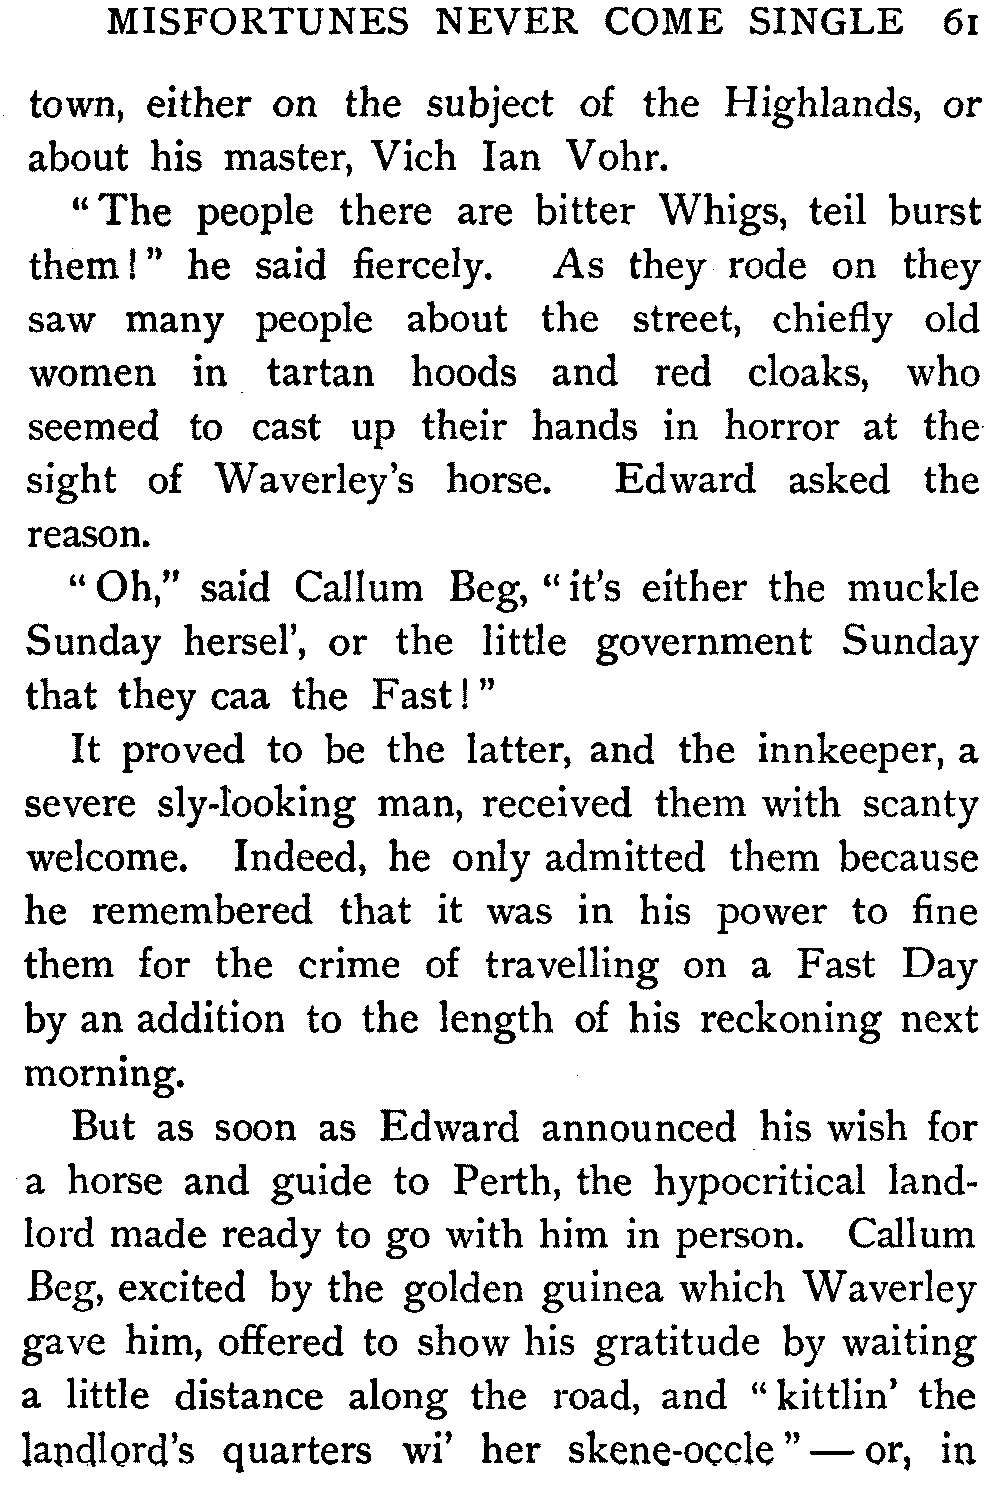 MISFORTUNES NEVER COME SINGLE 61
town, either on the subject of the Highlands, or
about his master, Vich Ian Vohr.
“The people there are bitter Whigs, teil burst
them!” he said fiercely. As they rode on they
saw many people about the street, chiefly old
women in tartan hoods and red cloaks, who
seemed to cast up their hands in horror at the
sight of Waverley’s horse. Edward asked the
reason.
“Oh,” said Callum Beg, “it’s either the muckle
Sunday hersel’, or the little government Sunday
that they caa the Fast!”
It proved to be the latter, and the innkeeper, a
severe sly-looking man, received them with scanty
welcome. Indeed, he only admitted them because
he remembered that it was in his power to fine
them for the crime of travelling on a Fast Day
by an addition to the length of his reckoning next
morning.
But as soon as Edward announced his wish for
a horse and guide to Perth, the hypocritical land-
lord made ready to go with him in person. Callum
Beg, excited by the golden guinea which Waverley
gave him, offered to show his gratitude by waiting
a little distance along the road, and “kittlin’ the
landlord’s quarters wi’ her skene-occle”—or, in